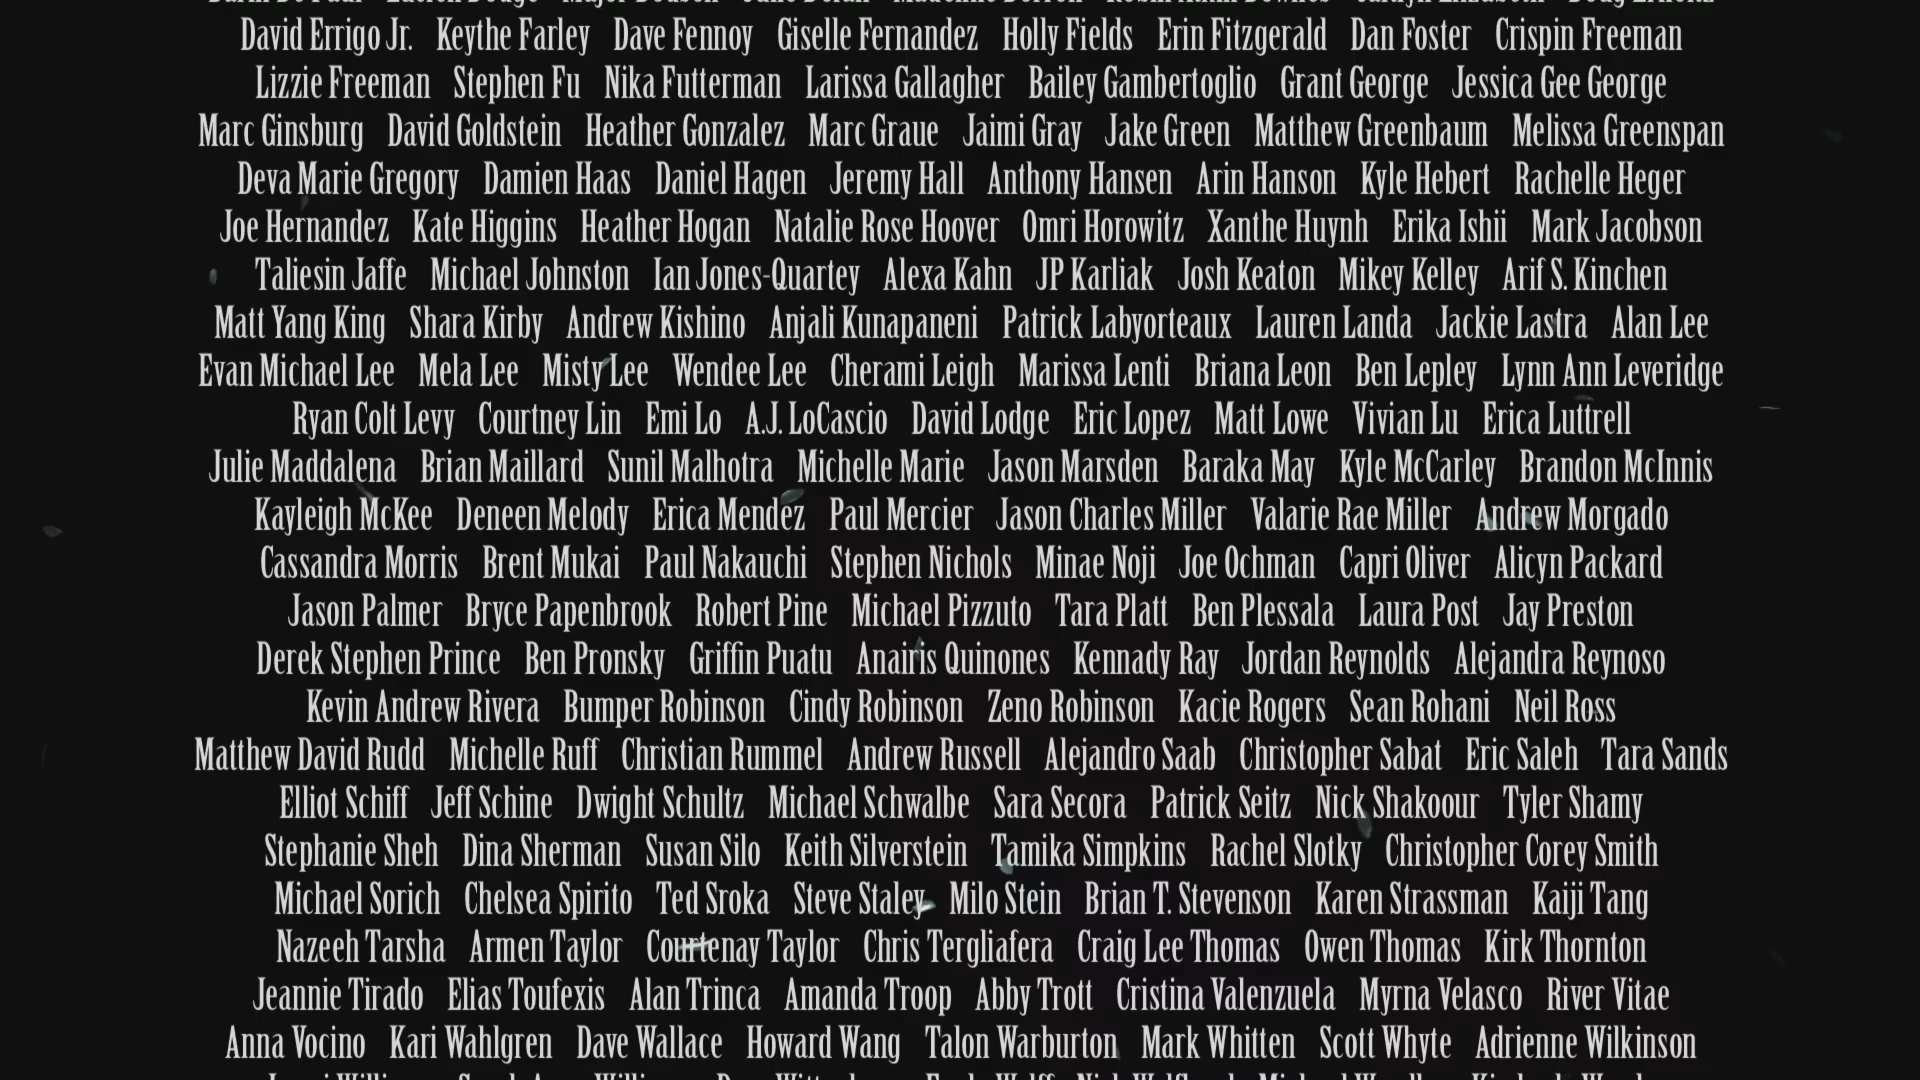 David Errigo Jr. Keythe Farley Dave Fennoy Giselle Fernandez Holly Fields Erin Fitzgerald Dan Foster Crispin Freeman
Lizzie Freeman Stephen Fu Nika Futterman Larissa Gallagher Bailey Gambertoglio Grant George Jessica Gee George
Marc Ginsburg David Goldstein Heather Gonzalez Marc Graue Jaimi Gray Jake Green Matthew Greenbaum Melissa Greenspan
Deva Marie Gregory Damien Haas Daniel Hagen Jeremy Hall Anthony Hansen Arin Hanson Kyle Hebert Rachelle Heger
Joe Hernandez Kate Higgins Heather Hogan Natalie Rose Hoover Omri Horowitz Xanthe Huynh Erika Ishii Mark Jacobson
Taliesin Jaffe Michael Johnston Ian Jones-Quartey Alexa Kahn JP Karliak Josh Keaton Mikey Kelley Arif S. Kinchen
Matt Yang King Shara Kirby Andrew Kishino Anjali Kunapaneni Patrick Labyorteaux Lauren Landa Jackie Lastra Alan Lee
Evan Michael Lee Mela Lee Misty Lee Wendee Lee Cherami Leigh Marissa Lenti Briana Leon Ben Lepley Lynn Ann Leveridge
Ryan Colt Levy Courtney Lin Emi Lo A.J. LoCascio David Lodge Eric Lopez Matt Lowe Vivian Lu Erica Luttrell
Julie Maddalena Brian Maillard Sunil Malhotra Michelle Marie Jason Marsden Baraka May Kyle McCarley Brandon McInnis
Kayleigh McKee Deneen Melody Erica Mendez Paul Mercier Jason Charles Miller Valarie Rae Miller Andrew Morgado
Cassandra Morris Brent Mukai Paul Nakauchi Stephen Nichols Minae Noji Joe Ochman Capri Oliver Alicyn Packard
Jason Palmer Bryce Papenbrook Robert Pine Michael Pizzuto Tara Platt Ben Plessala Laura Post Jay Preston
Derek Stephen Prince Ben Pronsky Griffin Puatu Anairis Quinones Kennady Ray Jordan Reynolds Alejandra Reynoso
Kevin Andrew Rivera Bumper Robinson Cindy Robinson Zeno Robinson Kacie Rogers Sean Rohani Neil Ross
Matthew David Rudd Michelle Ruff Christian Rummel Andrew Russell Alejandro Saab Christopher Sabat Eric Saleh Tara Sands
Elliot Schiff Jeff Schine Dwight Schultz Michael Schwalbe Sara Secora Patrick Seitz Nick Shakoour Tyler Shamy
Stephanie Sheh Dina Sherman Susan Silo Keith Silverstein Tamika Simpkins Rachel Slotky Christopher Corey Smith
Michael Sorich Chelsea Spirito Ted Sroka Steve Staley Milo Stein Brian T. Stevenson Karen Strassman Kaiji Tang
Nazeeh Tarsha Armen Taylor Courtenay Taylor Chris Tergliafera Craig Lee Thomas Owen Thomas Kirk Thornton
Jeannie Tirado Elias Toufexis Alan Trinca Amanda Troop Abby Trott Cristina Valenzuela Myrna Velasco River Vitae
Anna Vocino Kari Wahlgren Dave Wallace Howard Wang Talon Warburton Mark Whitten Scott Whyte Adrienne Wilkinson